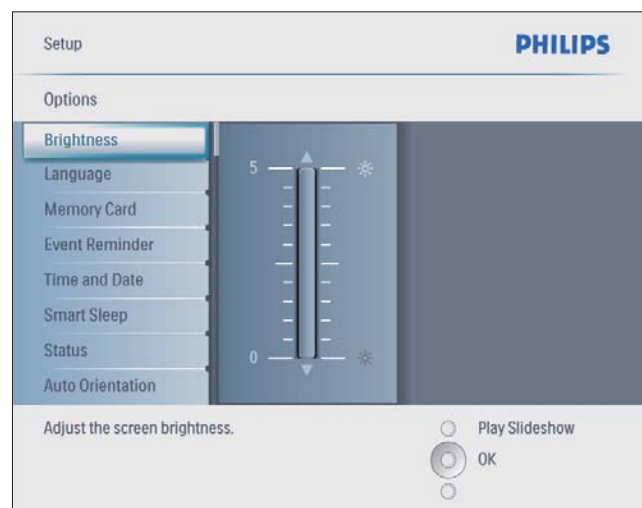 Setup
PHILIPS
Options
Brightness
Language
Memory Card
Event Reminder
Time and Date
Smart Sleep
Status
Auto Orientation
5
0
Adjust the screen brightness.
Play Slideshow
OK